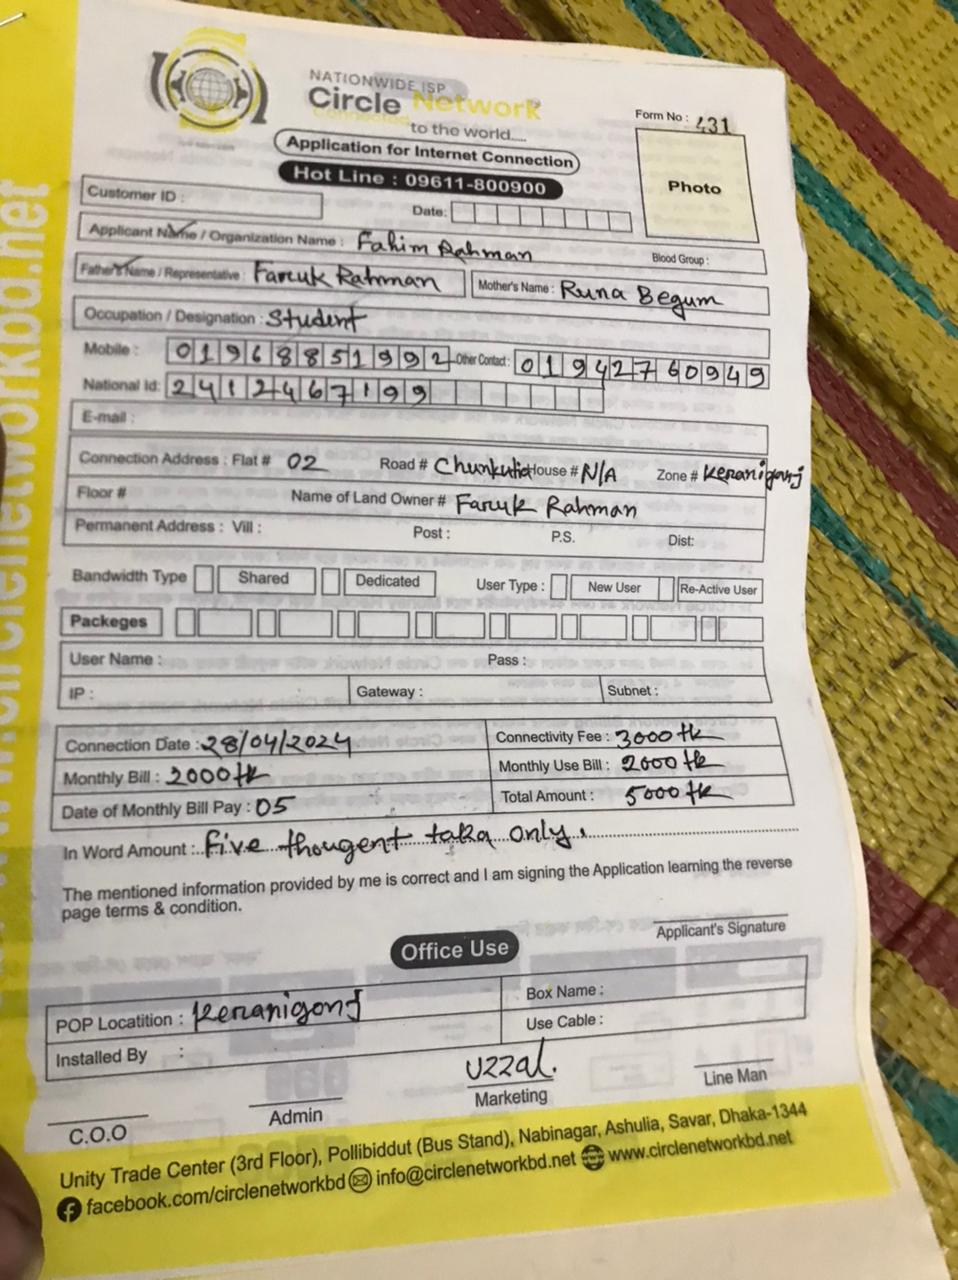 NATIONWIDE ISP
Circle Network
Connected
to the world....
Form No : 431
Application for Internet Connection
Hot Line : 09611-800900
Photo
Customer ID :
Date:
Applicant Name / Organization Name : Fahim Rahman
Blood Group :
Father's Name / Representative : Faruk Rahman Mother's Name : Runa Begum
Occupation / Designation : Student
Mobile : 01968851992 Other Contact : 01942760949
National Id: 2412467199
E-mail :
Connection Address : Flat # 02 Road # Chunkutia House # N/A Zone # Keraniganj
Floor # Name of Land Owner # Faruk Rahman
Permanent Address : Vill : Post : P.S. Dist:
Bandwidth Type Shared Dedicated User Type : New User Re-Active User
Packeges
User Name : Pass :
IP : Gateway : Subnet :
Connection Date : 28/04/2024 Connectivity Fee : 3000 tk
Monthly Bill : 2000 tk Monthly Use Bill : 2000 tk
Date of Monthly Bill Pay : 05 Total Amount : 5000 tk
In Word Amount : Five thougent taka only.
The mentioned information provided by me is correct and I am signing the Application learning the reverse
page terms & condition.
Applicant's Signature
Office Use
POP Locatition : Keranigonj Box Name :
Use Cable :
Installed By :
Uzzal.
C.O.O Admin Marketing Line Man
Unity Trade Center (3rd Floor), Pollibiddut (Bus Stand), Nabinagar, Ashulia, Savar, Dhaka-1344
facebook.com/circlenetworkbd info@circlenetworkbd.net www.circlenetworkbd.net